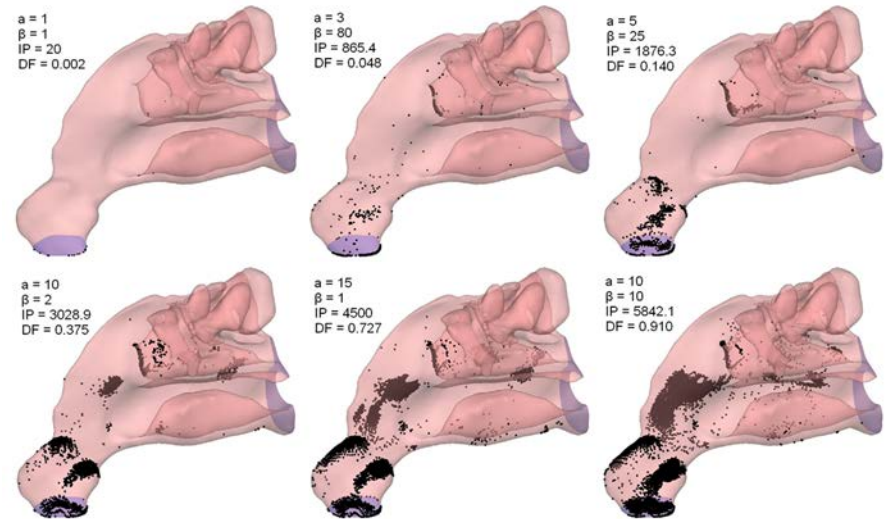 a = 1
β = 1
IP = 20
DF = 0.002
a = 3
β = 80
IP = 865.4
DF = 0.048
a = 5
β = 25
IP = 1876.3
DF = 0.140
a = 10
β = 2
IP = 3028.9
DF = 0.375
a = 15
β = 1
IP = 4500
DF = 0.727
a = 10
β = 10
IP = 5842.1
DF = 0.910